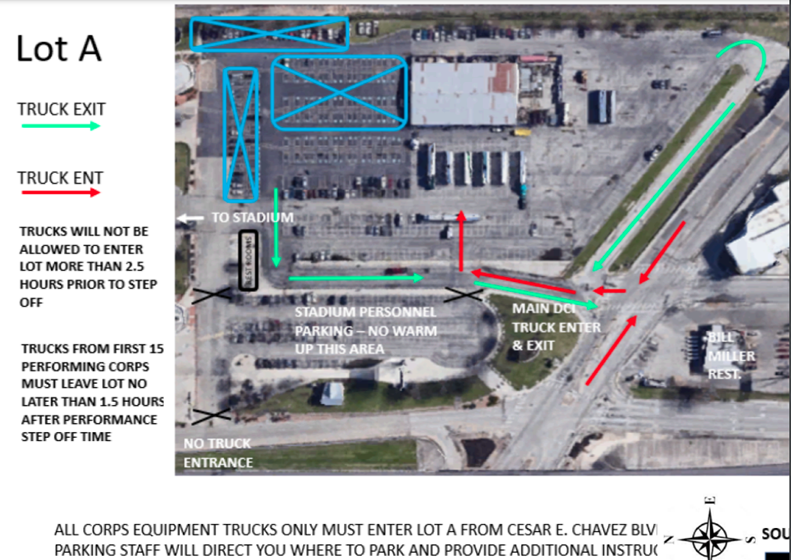 Lot A
TRUCK EXIT
TRUCK ENT
TRUCKS WILL NOT BE
ALLOWED TO ENTER
LOT MORE THAN 2.5
HOURS PRIOR TO STEP
OFF
TRUCKS FROM FIRST 15
PERFORMING CORPS
MUST LEAVE LOT NO
LATER THAN 1.5 HOURS
AFTER PERFORMANCE
STEP OFF TIME
TO STADIUM
REST ROOMS
STADIUM PERSONNEL
PARKING – NO WARM
UP THIS AREA
MAIN DCI
TRUCK ENTER
& EXIT
BILL
MILLER
REST.
NO TRUCK
ENTRANCE
ALL CORPS EQUIPMENT TRUCKS ONLY MUST ENTER LOT A FROM CESAR E. CHAVEZ BLV
PARKING STAFF WILL DIRECT YOU WHERE TO PARK AND PROVIDE ADDITIONAL INSTRUC
E
N
S
SOU